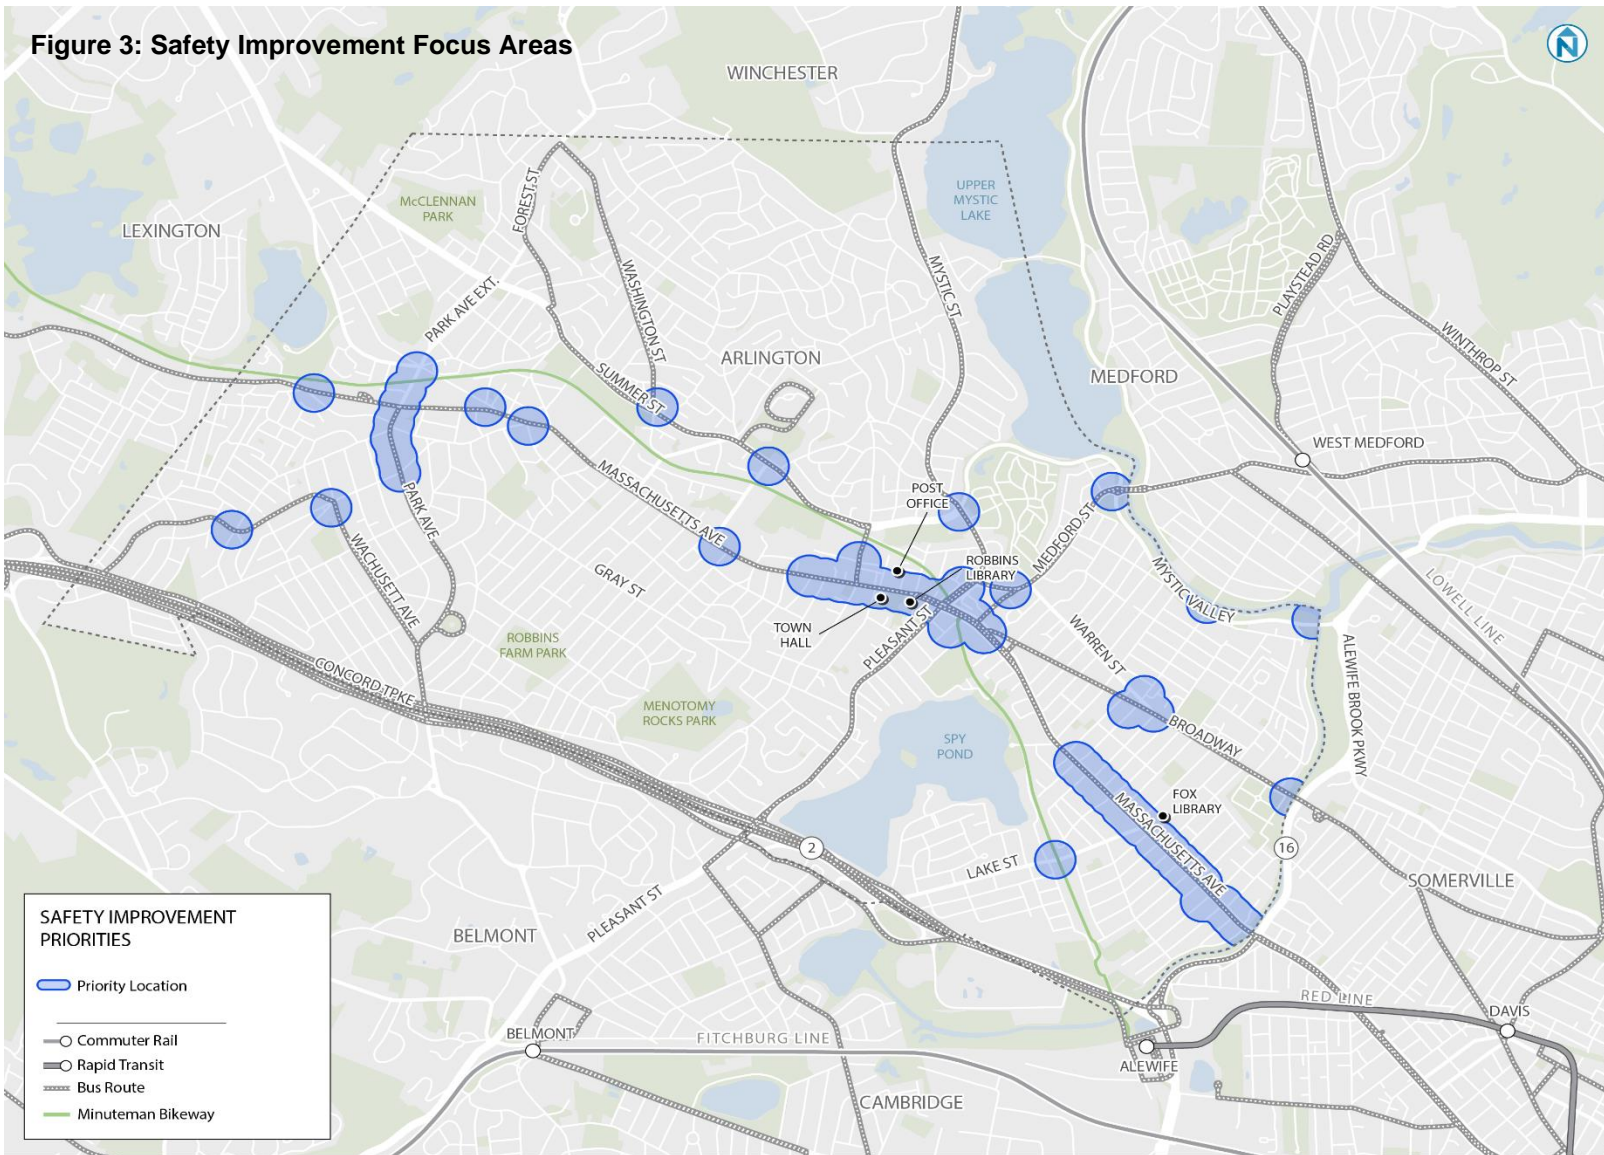 Figure 3: Safety Improvement Focus Areas
N
WINCHESTER
UPPER
MYSTIC
LAKE
McCLENNAN
PARK
FOREST ST
LEXINGTON
PLAYSTEAD RD
MYSTIC ST
WASHINGTON ST
PARK AVE EXT.
WINTHROP ST
ARLINGTON
MEDFORD
SUMMER ST
WEST MEDFORD
POST
OFFICE
MASSACHUSETTS AVE
PARK AVE
MEDFORD ST
ROBBINS
LIBRARY
WACHUSETT AVE
GRAY ST
MYSTIC VALLEY
LOWELL LINE
TOWN
HALL
PLEASANT ST
WARREN ST
ROBBINS
FARM PARK
ALEWIFE BROOK PKWY
CONCORD TPKE
MENOTOMY
ROCKS PARK
BROADWAY
SPY
POND
FOX
LIBRARY
MASSACHUSETTS AVE
2
16
LAKE ST
SOMERVILLE
PLEASANT ST
BELMONT
SAFETY IMPROVEMENT
PRIORITIES
Priority Location
Commuter Rail
Rapid Transit
Bus Route
Minuteman Bikeway
RED LINE
DAVIS
BELMONT
FITCHBURG LINE
ALEWIFE
CAMBRIDGE